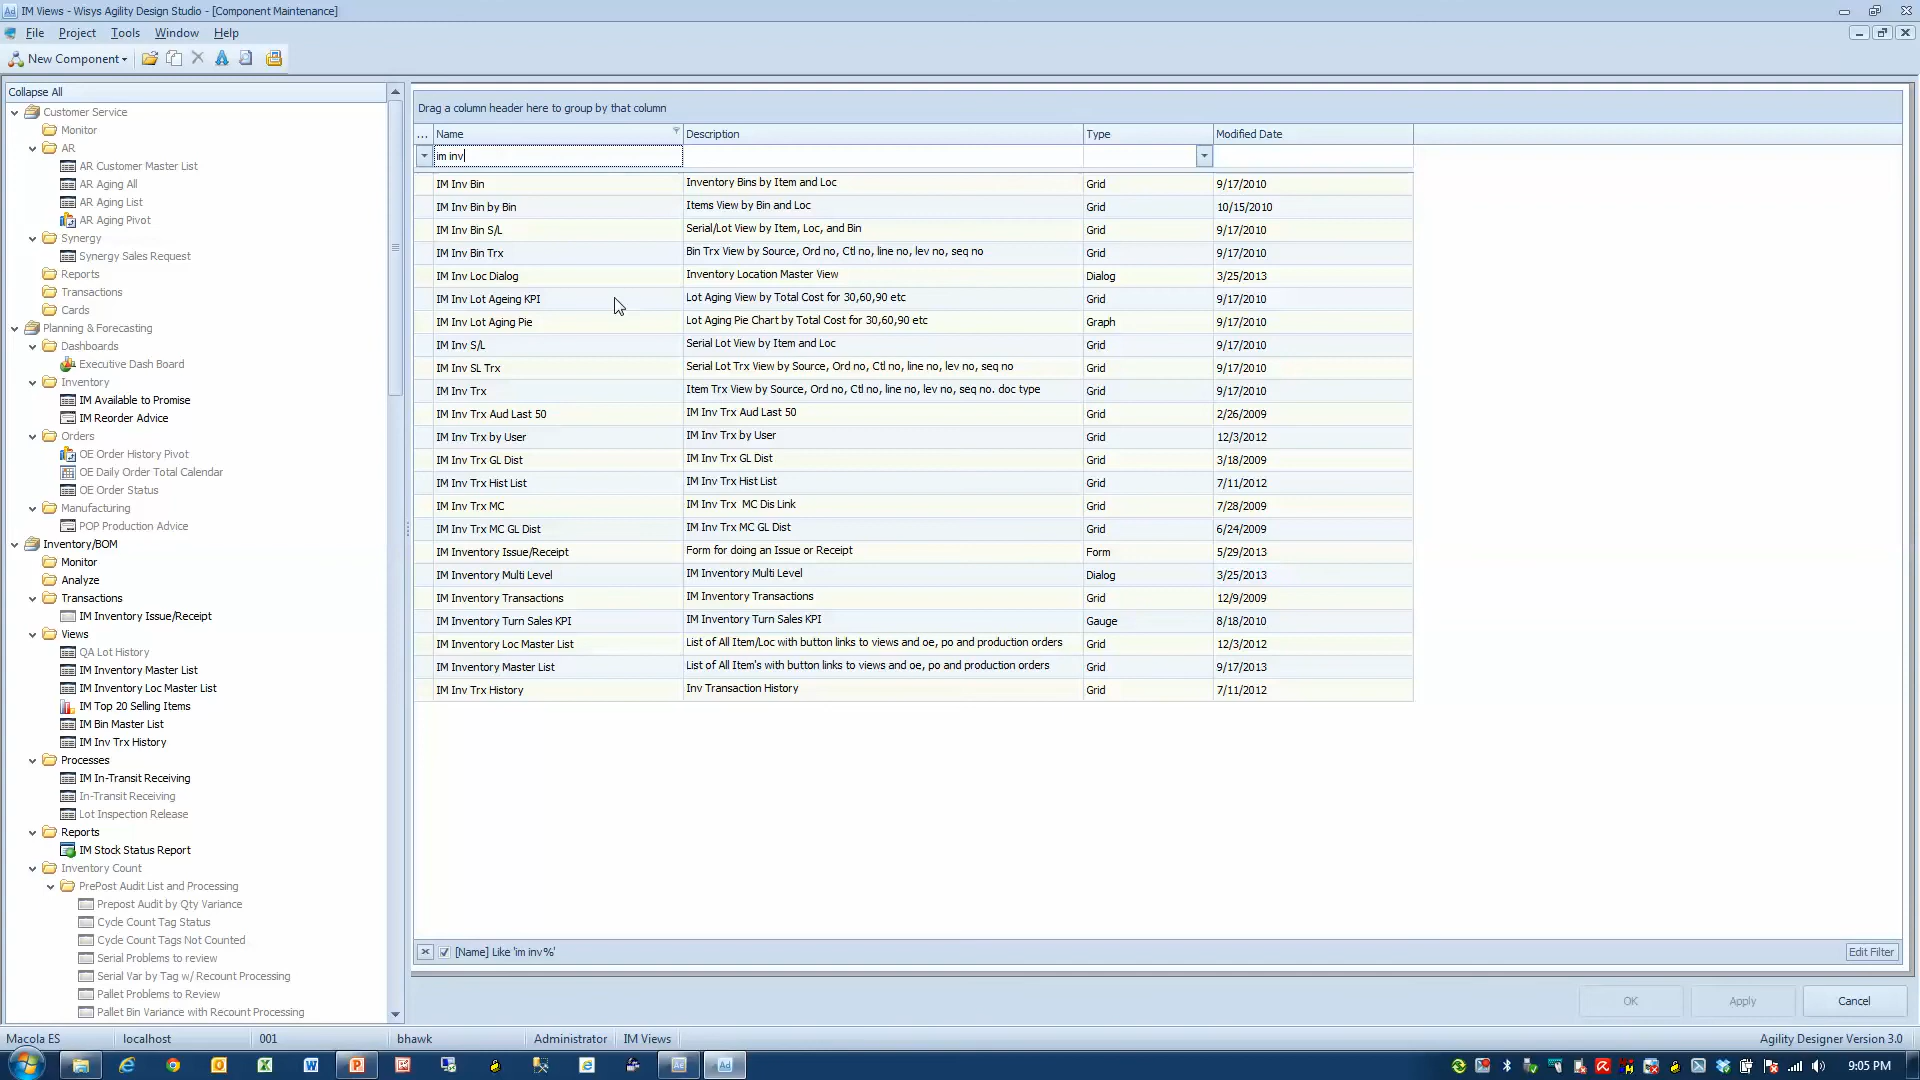 IM Views - Wisys Agility Design Studio - [Component Maintenance]
File Project Tools Window Help
New Component
Collapse All
Customer Service
Monitor
AR
AR Customer Master List
AR Aging All
AR Aging List
AR Aging Pivot
Synergy
Synergy Sales Request
Reports
Transactions
Cards
Planning & Forecasting
Dashboards
Executive Dash Board
Inventory
IM Available to Promise
IM Reorder Advice
Orders
OE Order History Pivot
OE Daily Order Total Calendar
OE Order Status
Manufacturing
POP Production Advice
Inventory/BOM
Monitor
Analyze
Transactions
IM Inventory Issue/Receipt
Views
QA Lot History
IM Inventory Master List
IM Inventory Loc Master List
IM Top 20 Selling Items
IM Bin Master List
IM Inv Trx History
Processes
IM In-Transit Receiving
In-Transit Receiving
Lot Inspection Release
Reports
IM Stock Status Report
Inventory Count
PrePost Audit List and Processing
Prepost Audit by Qty Variance
Cycle Count Tag Status
Cycle Count Tags Not Counted
Serial Problems to review
Serial Var by Tag w/ Recount Processing
Pallet Problems to Review
Pallet Bin Variance with Recount Processing
Drag a column header here to group by that column
... Name Description Type Modified Date
im inv
IM Inv Bin Inventory Bins by Item and Loc Grid 9/17/2010
IM Inv Bin by Bin Items View by Bin and Loc Grid 10/15/2010
IM Inv Bin S/L Serial/Lot View by Item, Loc, and Bin Grid 9/17/2010
IM Inv Bin Trx Bin Trx View by Source, Ord no, Ctl no, line no, lev no, seq no Grid 9/17/2010
IM Inv Loc Dialog Inventory Location Master View Dialog 3/25/2013
IM Inv Lot Ageing KPI Lot Aging View by Total Cost for 30,60,90 etc Grid 9/17/2010
IM Inv Lot Aging Pie Lot Aging Pie Chart by Total Cost for 30,60,90 etc Graph 9/17/2010
IM Inv S/L Serial Lot View by Item and Loc Grid 9/17/2010
IM Inv SL Trx Serial Lot Trx View by Source, Ord no, Ctl no, line no, lev no, seq no Grid 9/17/2010
IM Inv Trx Item Trx View by Source, Ord no, Ctl no, line no, lev no, seq no. doc type Grid 9/17/2010
IM Inv Trx Aud Last 50 IM Inv Trx Aud Last 50 Grid 2/26/2009
IM Inv Trx by User IM Inv Trx by User Grid 12/3/2012
IM Inv Trx GL Dist IM Inv Trx GL Dist Grid 3/18/2009
IM Inv Trx Hist List IM Inv Trx Hist List Grid 7/11/2012
IM Inv Trx MC IM Inv Trx MC Dis Link Grid 7/28/2009
IM Inv Trx MC GL Dist IM Inv Trx MC GL Dist Grid 6/24/2009
IM Inventory Issue/Receipt Form for doing an Issue or Receipt Form 5/29/2013
IM Inventory Multi Level IM Inventory Multi Level Dialog 3/25/2013
IM Inventory Transactions IM Inventory Transactions Grid 12/9/2009
IM Inventory Turn Sales KPI IM Inventory Turn Sales KPI Gauge 8/18/2010
IM Inventory Loc Master List List of All Item/Loc with button links to views and oe, po and production orders Grid 12/3/2012
IM Inventory Master List List of All Item's with button links to views and oe, po and production orders Grid 9/17/2013
IM Inv Trx History Inv Transaction History Grid 7/11/2012
[Name] Like 'im inv%' Edit Filter
OK Apply Cancel
Macola ES localhost 001 bhawk Administrator IM Views Agility Designer Version 3.0
9:05 PM